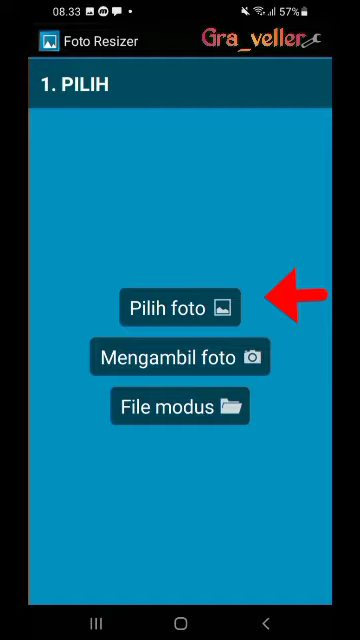 08.33
57%
Foto Resizer
Gra_veller
1. PILIH
Pilih foto
Mengambil foto
File modus